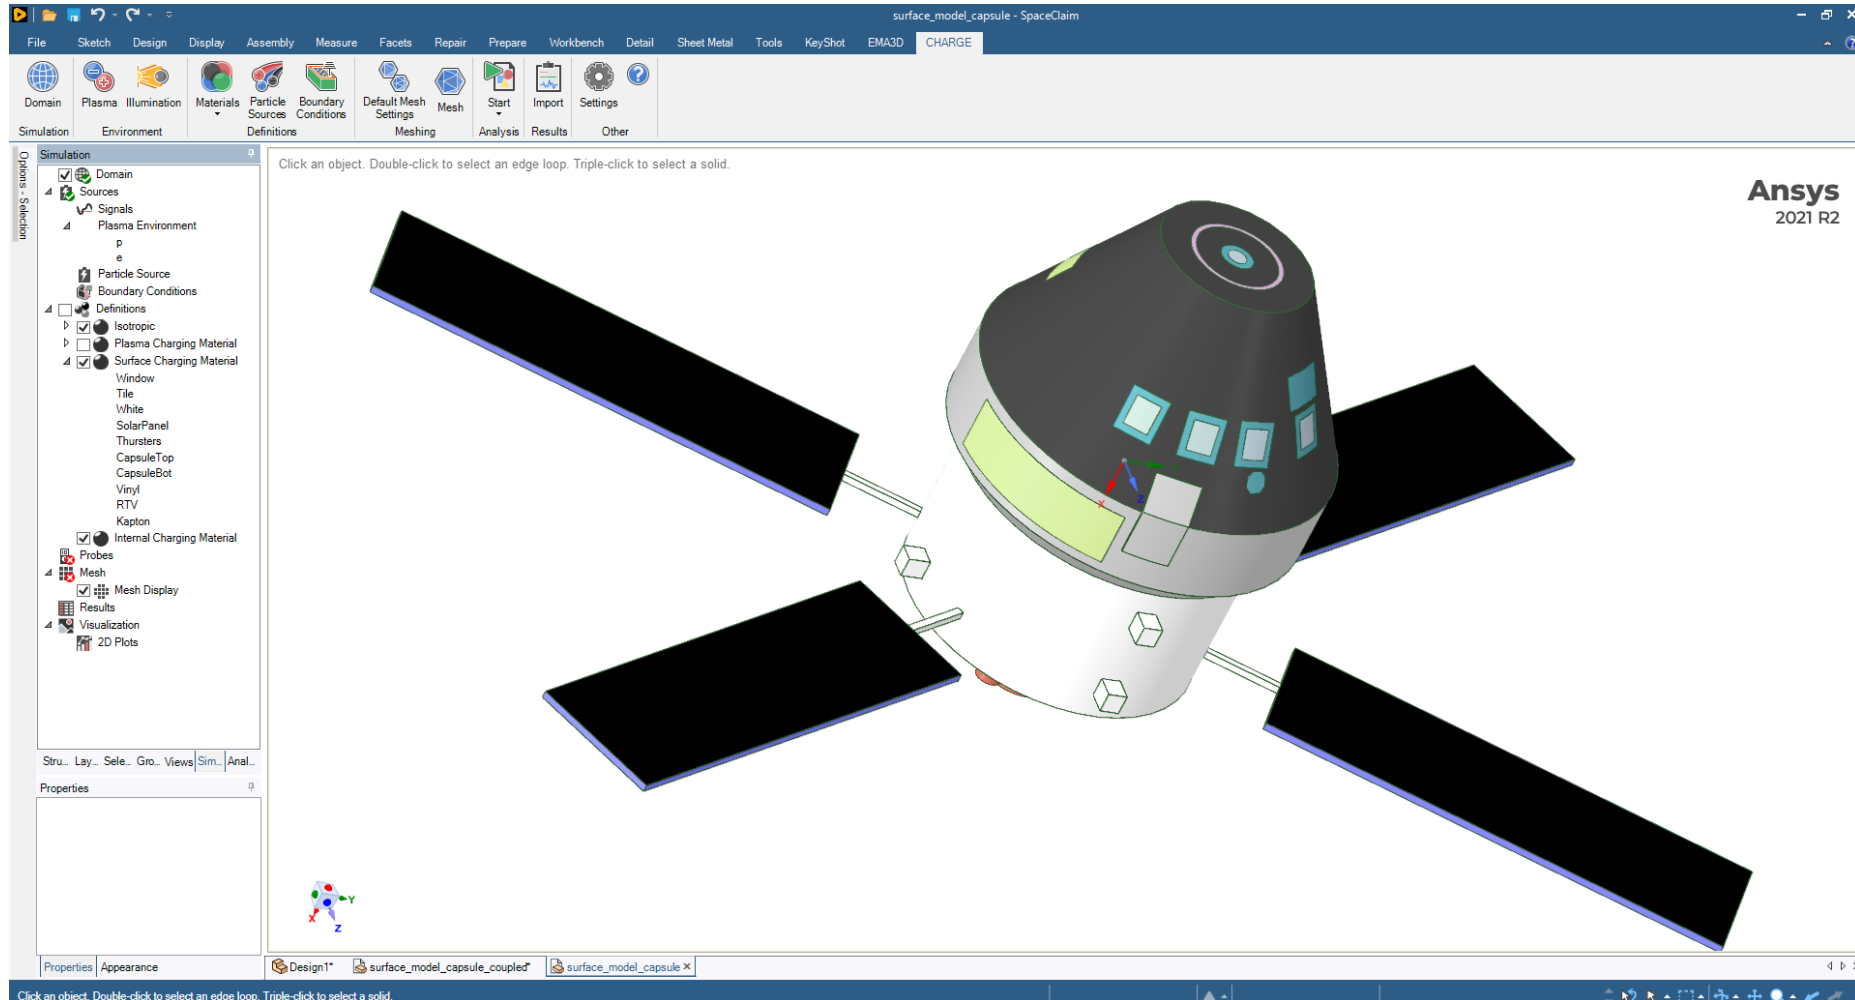 surface_model_capsule - SpaceClaim
File Sketch Design Display Assembly Measure Facets Repair Prepare Workbench Detail Sheet Metal Tools KeyShot EMA3D CHARGE
Domain Plasma Illumination Materials Particle Sources Boundary Conditions Default Mesh Settings Mesh Start Import Settings
Simulation Environment Definitions Meshing Analysis Results Other
Options - Selection
Simulation
Domain
Sources
Signals
Plasma Environment
p
e
Particle Source
Boundary Conditions
Definitions
Isotropic
Plasma Charging Material
Surface Charging Material
Window
Tile
White
SolarPanel
Thursters
CapsuleTop
CapsuleBot
Vinyl
RTV
Kapton
Internal Charging Material
Probes
Mesh
Mesh Display
Results
Visualization
2D Plots
Stru... Lay... Sele... Gro... Views Sim... Anal...
Properties
Properties Appearance
Click an object. Double-click to select an edge loop. Triple-click to select a solid.
Ansys
2021 R2
X
Z
X
Y
Z
Design1* surface_model_capsule_coupled* surface_model_capsule
Click an object. Double-click to select an edge loop. Triple-click to select a solid.